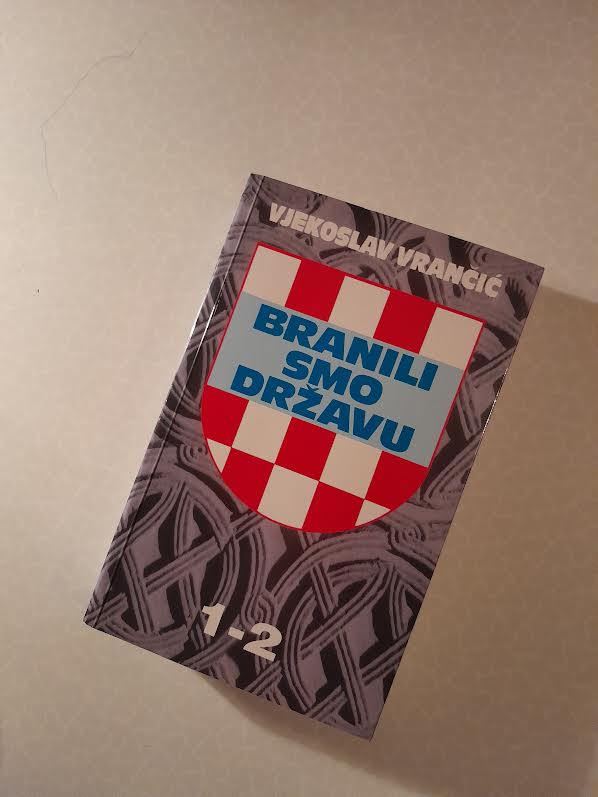 VJEKOSLAV VRANČIĆ
BRANILI
SMO
DRŽAVU
1-2